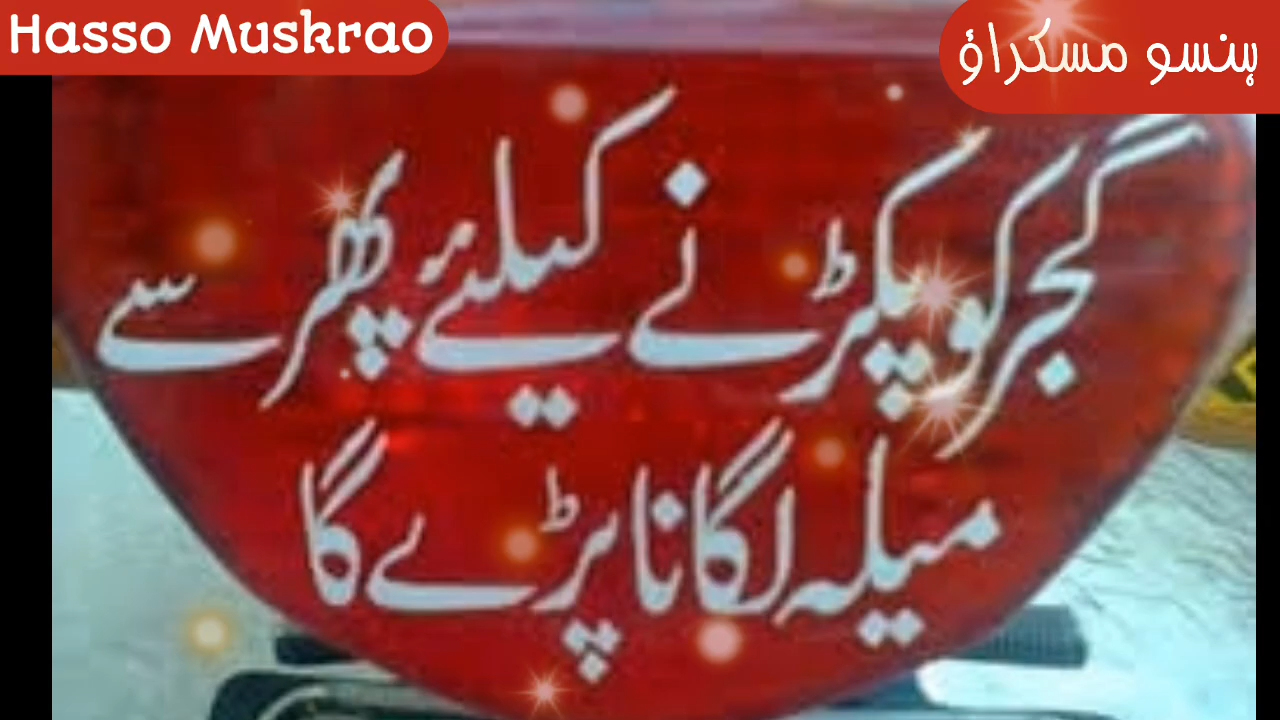 Hasso Muskrao
ہنسو مسکراؤ
گجر کو پکڑنے کیلئے پھر سے
میلہ لگانا پڑے گا